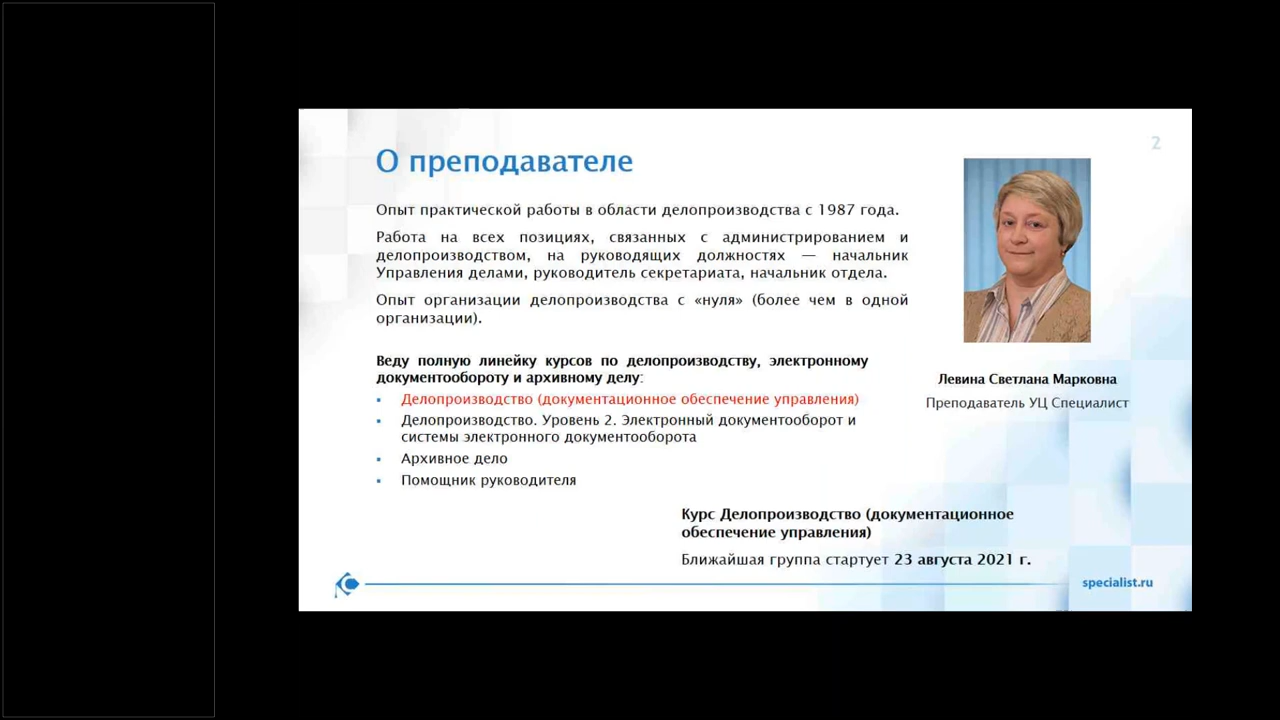 2
О преподавателе
Опыт практической работы в области делопроизводства с 1987 года.
Работа на всех позициях, связанных с администрированием и
делопроизводством, на руководящих должностях — начальник
Управления делами, руководитель секретариата, начальник отдела.
Опыт организации делопроизводства с «нуля» (более чем в одной
организации).
Веду полную линейку курсов по делопроизводству, электронному
документообороту и архивному делу:
▪ Делопроизводство (документационное обеспечение управления)
▪ Делопроизводство. Уровень 2. Электронный документооборот и
системы электронного документооборота
▪ Архивное дело
▪ Помощник руководителя
Левина Светлана Марковна
Преподаватель УЦ Специалист
Курс Делопроизводство (документационное
обеспечение управления)
Ближайшая группа стартует 23 августа 2021 г.
specialist.ru